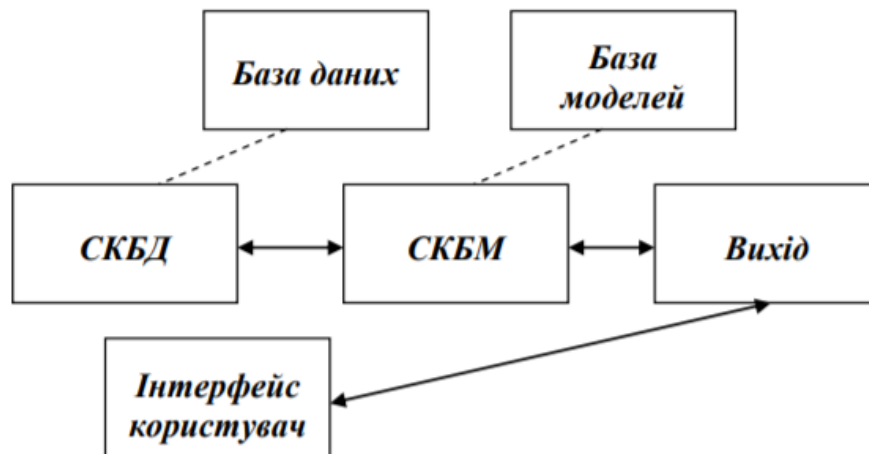 База даних
База
моделей
СКБД
СКБМ
Вихід
Інтерфейс
користувач